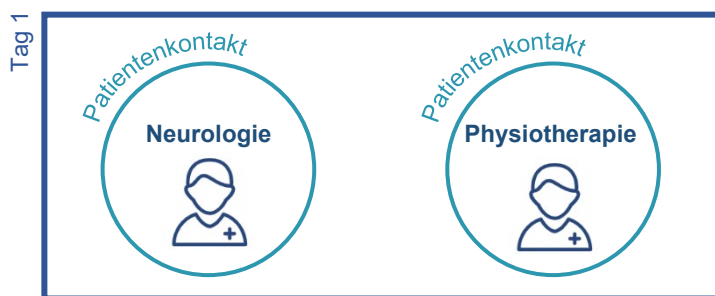 Tag 1
Patientenkontakt
Neurologie
Patientenkontakt
Physiotherapie